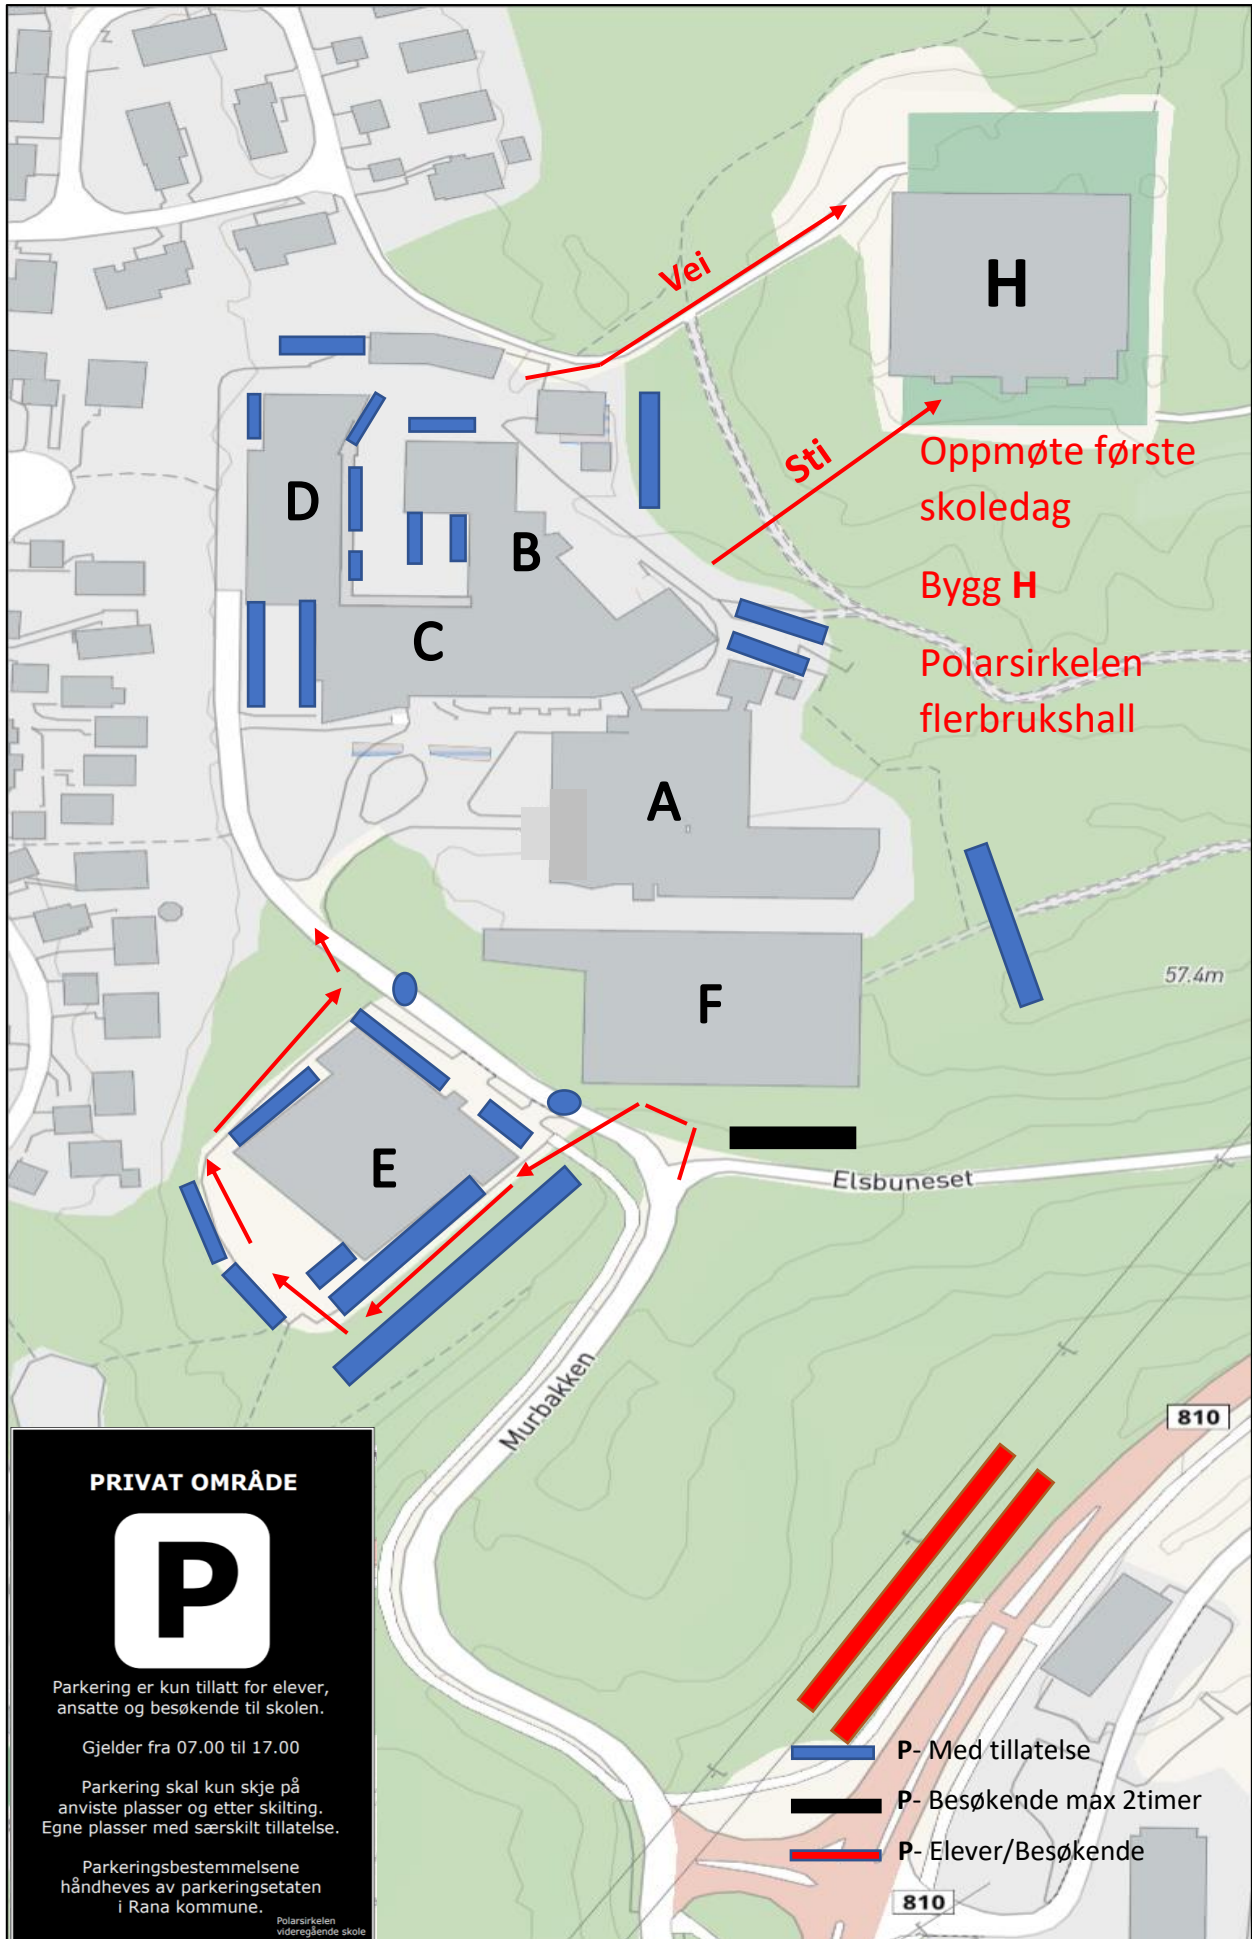 Vei
H
Sti
Oppmøte første
skoledag
Bygg H
Polarsirkelen
flerbrukshall
D
B
C
A
F
57.4m
E
Elsbuneset
Murbakken
810
PRIVAT OMRÅDE
P
Parkering er kun tillatt for elever,
ansatte og besøkende til skolen.
Gjelder fra 07.00 til 17.00
Parkering skal kun skje på
anviste plasser og etter skilting.
Egne plasser med særskilt tillatelse.
Parkeringsbestemmelsene
håndheves av parkeringsetaten
i Rana kommune.
Polarsirkelen
videregående skole
P- Med tillatelse
P- Besøkende max 2timer
P- Elever/Besøkende
810